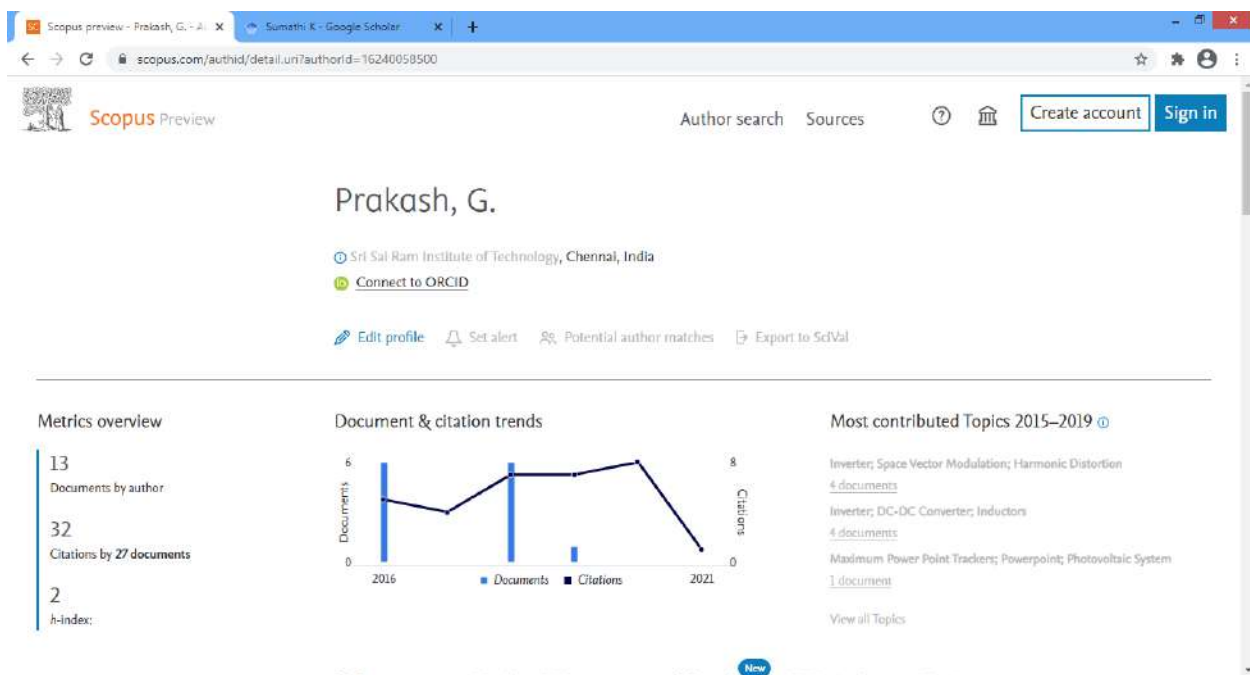 Scopus preview - Prakash, G. - A
Sumathi K - Google Scholar
scopus.com/authid/detail.uri?authorId=16240058500
Scopus Preview
Author search
Sources
Create account
Sign in
Prakash, G.
Sri Sai Ram Institute of Technology, Chennai, India
Connect to ORCID
Edit profile
Set alert
Potential author matches
Export to SciVal
Metrics overview
13
Documents by author
32
Citations by 27 documents
2
h-index:
Document & citation trends
6
8
Documents
Citations
0
0
2016
Documents
Citations
2021
Most contributed Topics 2015–2019
Inverter; Space Vector Modulation; Harmonic Distortion
4 documents
Inverter; DC-DC Converter; Inductors
4 documents
Maximum Power Point Trackers; Powerpoint; Photovoltaic System
1 document
View all Topics
New